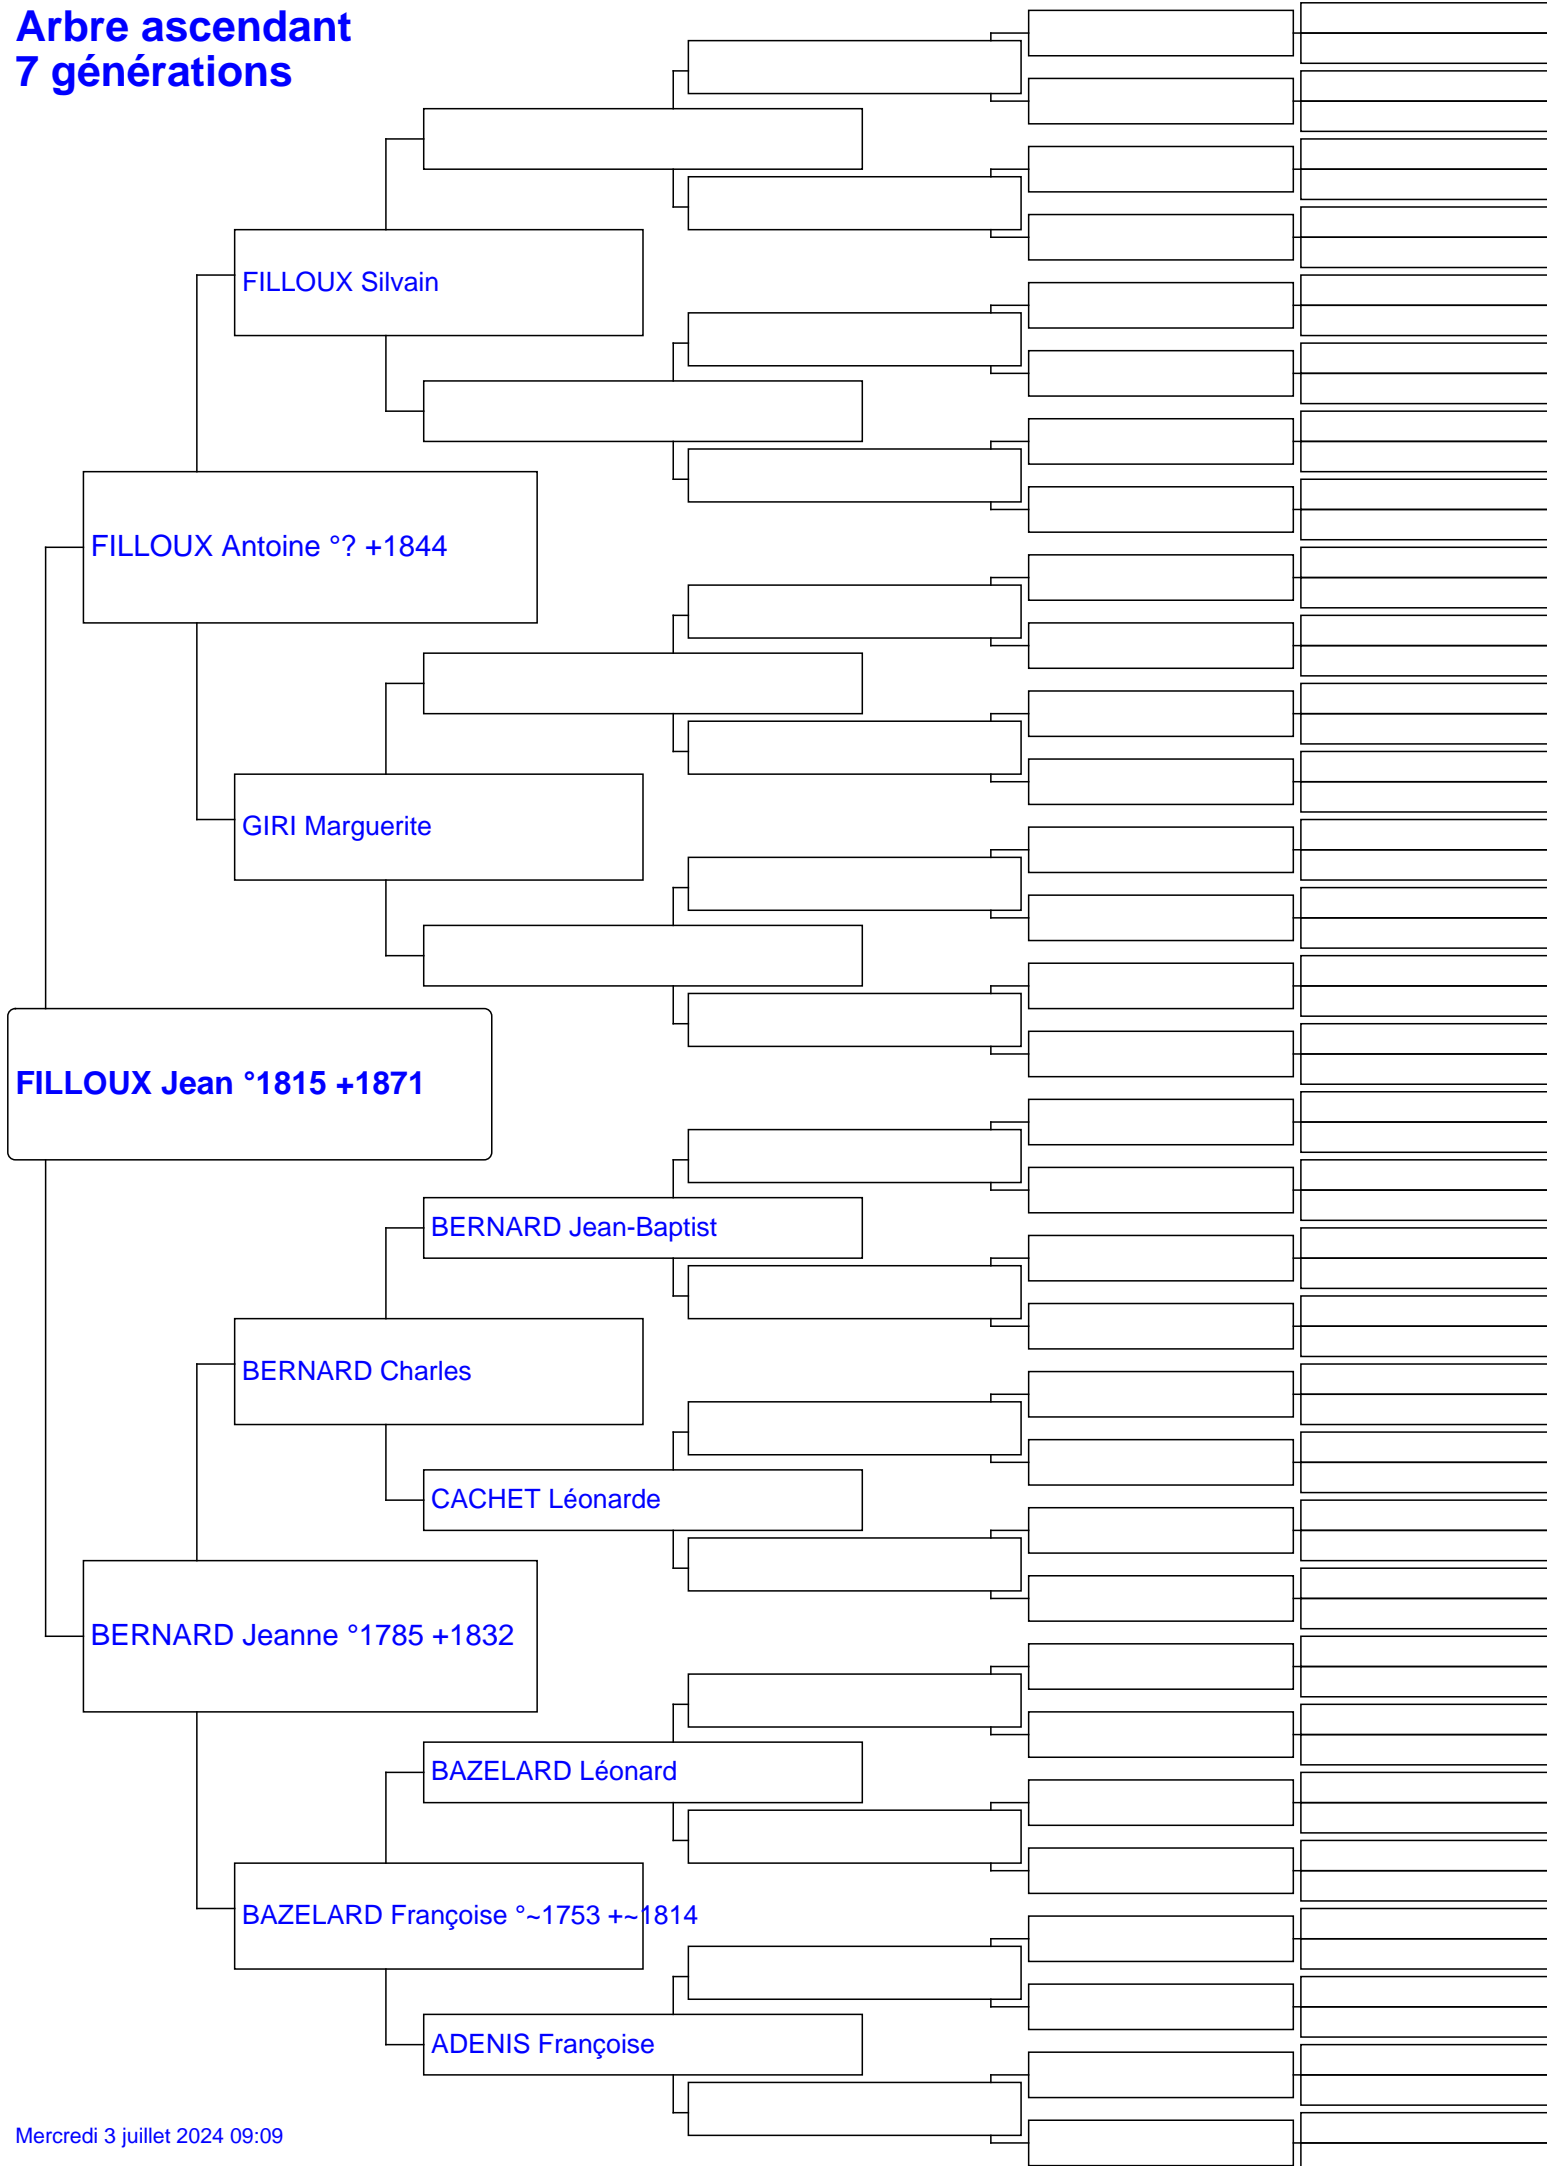 Arbre ascendant
7 générations
FILLOUX Silvain
FILLOUX Antoine °? +1844
GIRI Marguerite
FILLOUX Jean °1815 +1871
BERNARD Jean-Baptist
BERNARD Charles
CACHET Léonarde
BERNARD Jeanne °1785 +1832
BAZELARD Léonard
BAZELARD Françoise °~1753 +~1814
ADENIS Françoise
Mercredi 3 juillet 2024 09:09